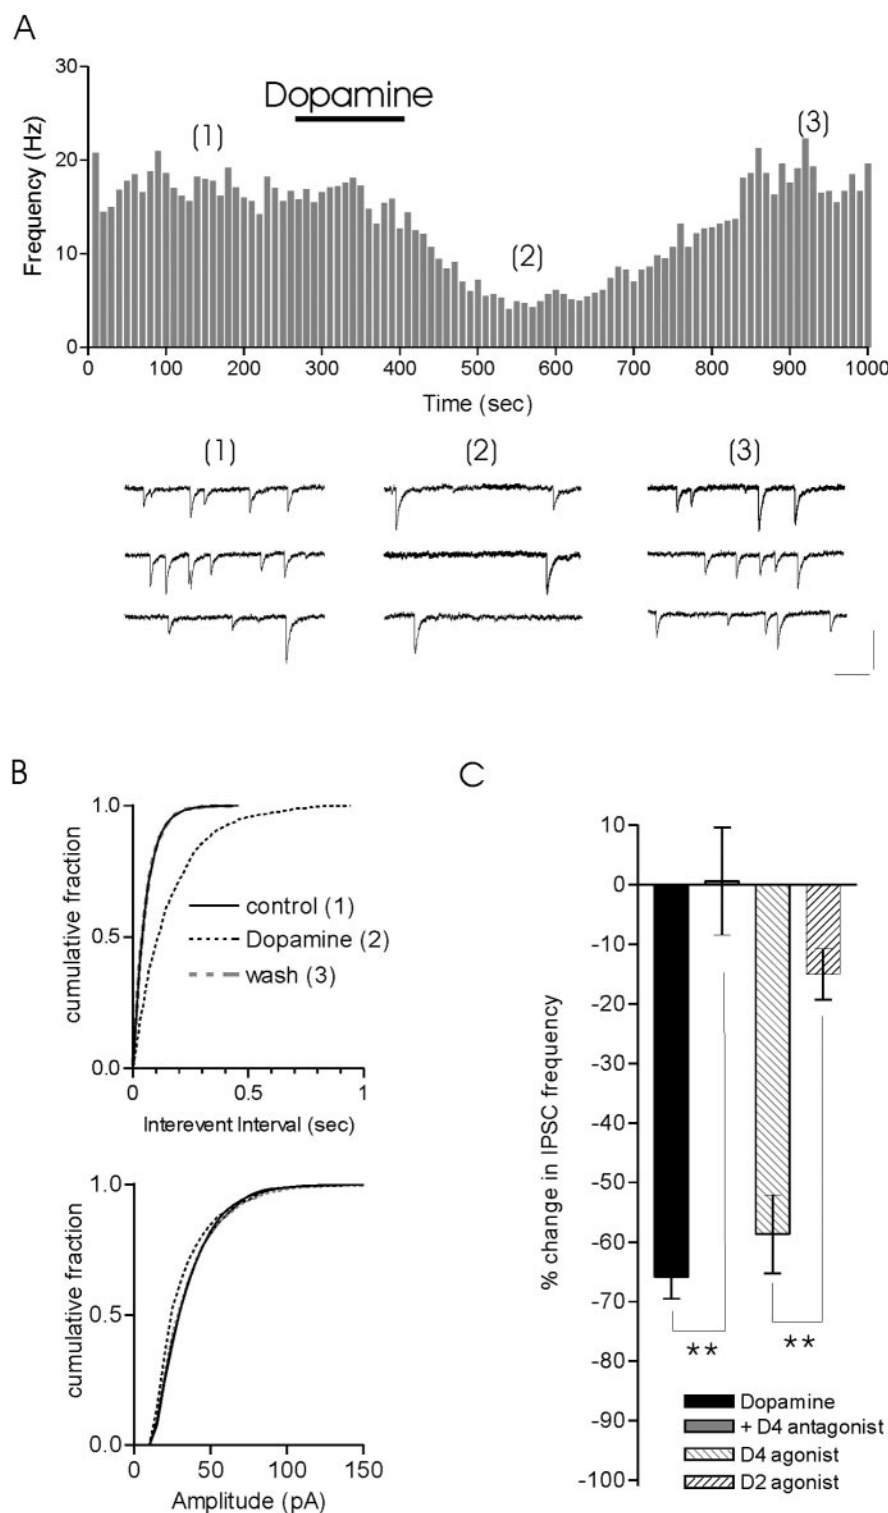 A
Frequency (Hz)
30
20
10
0
Dopamine
(1)
(2)
(3)
0 100 200 300 400 500 600 700 800 900 1000
Time (sec)
(1) (2) (3)
B
cumulative fraction
1.0
0.5
0.0
control (1)
Dopamine (2)
wash (3)
0 0.5 1
Interevent Interval (sec)
cumulative fraction
1.0
0.5
0.0
0 50 100 150
Amplitude (pA)
C
% change in IPSC frequency
10
0
-10
-20
-30
-40
-50
-60
-70
-80
-90
-100
** **
Dopamine
+ D4 antagonist
D4 agonist
D2 agonist